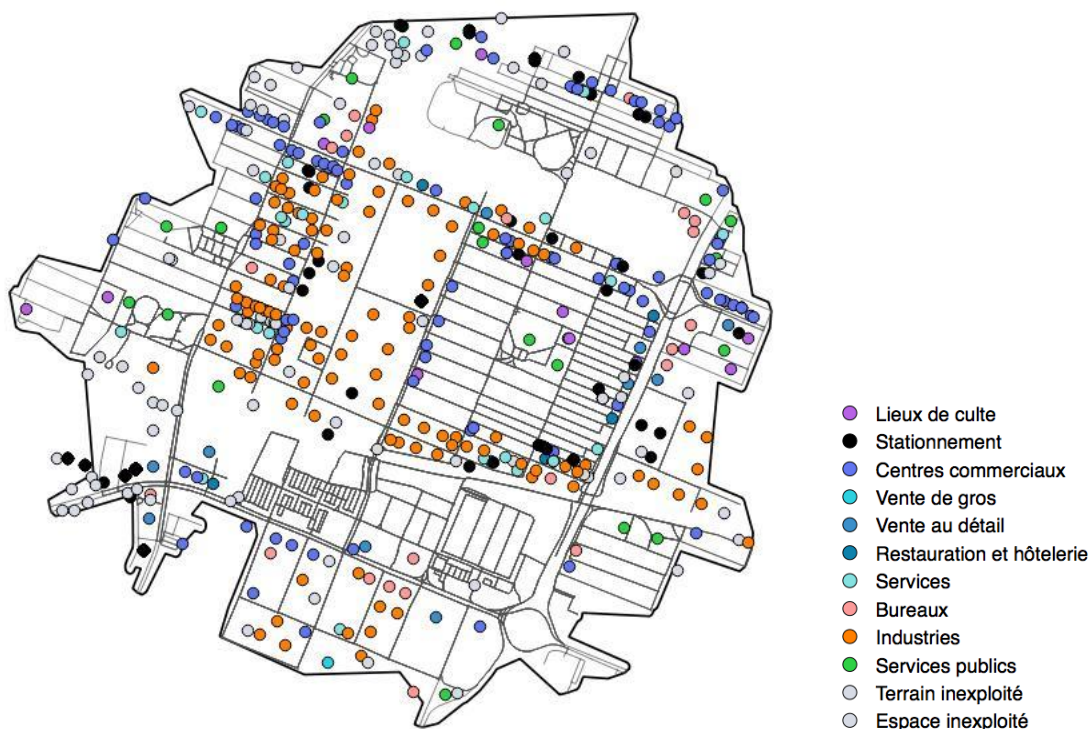 Lieux de culte
Stationnement
Centres commerciaux
Vente de gros
Vente au détail
Restauration et hôtelerie
Services
Bureaux
Industries
Services publics
Terrain inexploité
Espace inexploité